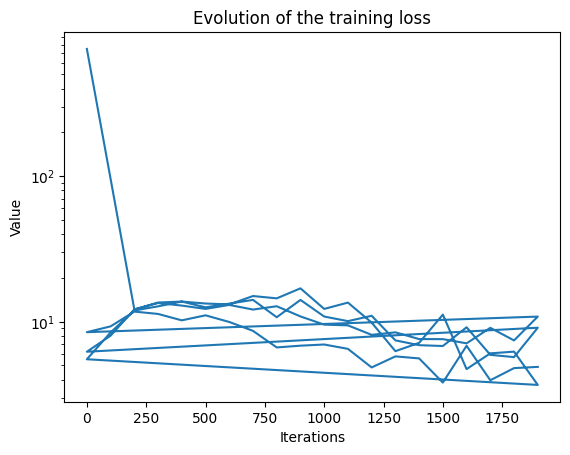 Evolution of the training loss
Value
10²
10¹
0 250 500 750 1000 1250 1500 1750
Iterations